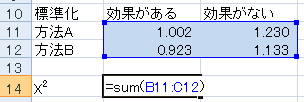 10 標準化 効果がある 効果がない
11 方法A 1.002 1.230
12 方法B 0.923 1.133
13
14 x² =sum(B11:C12)